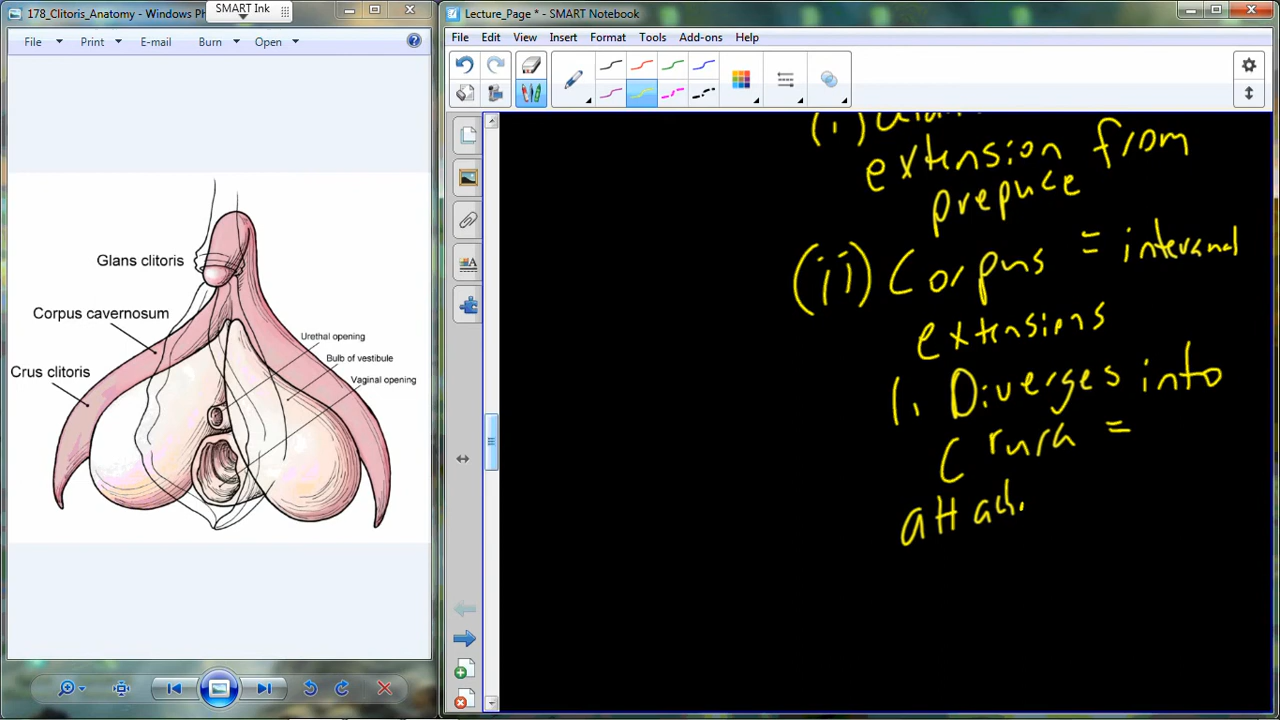 178_Clitoris_Anatomy - Windows Ph
SMART Ink
File Print E-mail Burn Open
Glans clitoris
Corpus cavernosum
Crus clitoris
Urethral opening
Bulb of vestibule
Vaginal opening
Lecture_Page * - SMART Notebook
File Edit View Insert Format Tools Add-ons Help
(i)
extension from
prepuce
(ii) Corpus = internal
extensions
1. Diverges into
Crura =
attach.